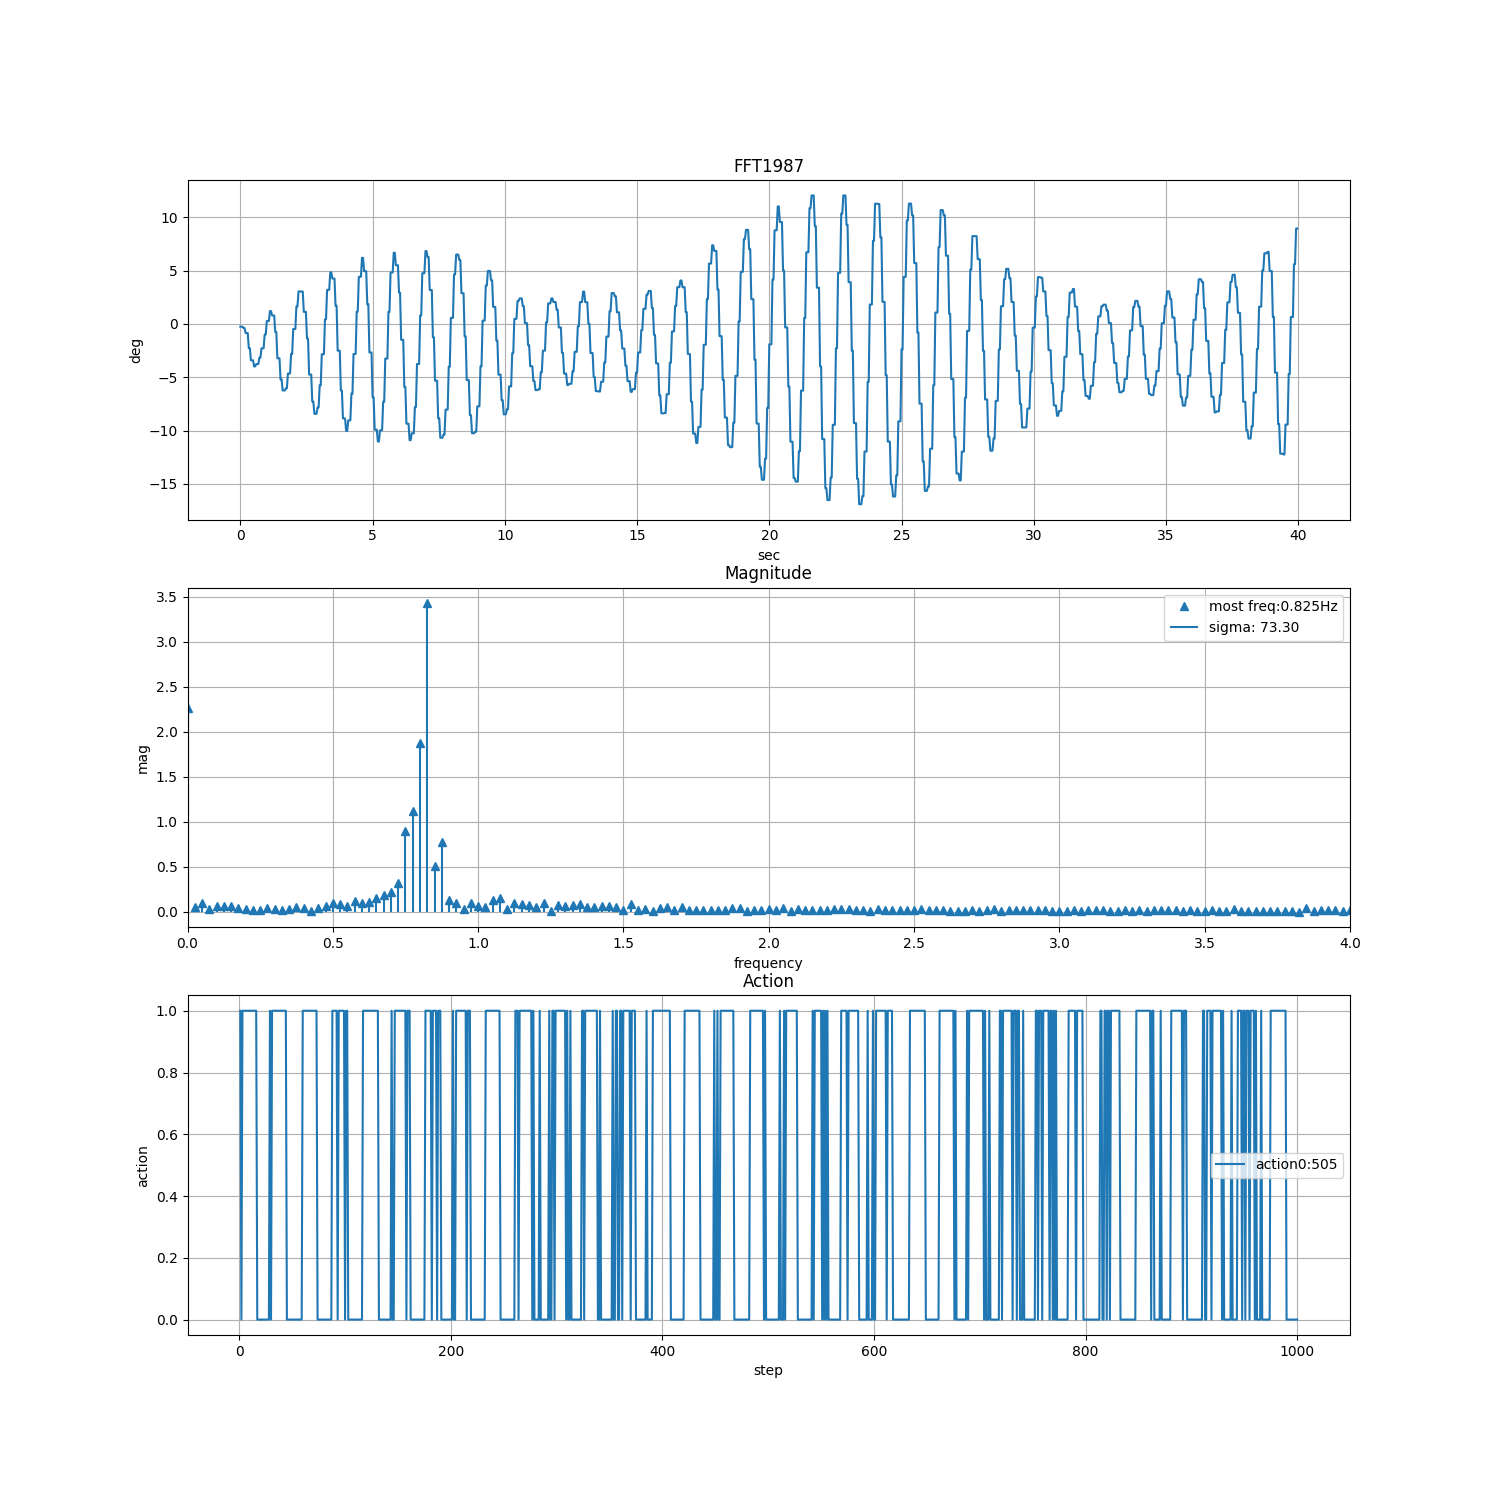 FFT1987
10
5
0
−5
−10
−15
deg
0 5 10 15 20 25 30 35 40
sec
Magnitude
3.5
3.0
2.5
2.0
1.5
1.0
0.5
0.0
mag
most freq:0.825Hz
sigma: 73.30
0.0 0.5 1.0 1.5 2.0 2.5 3.0 3.5 4.0
frequency
Action
1.0
0.8
0.6
0.4
0.2
0.0
action
action0:505
0 200 400 600 800 1000
step